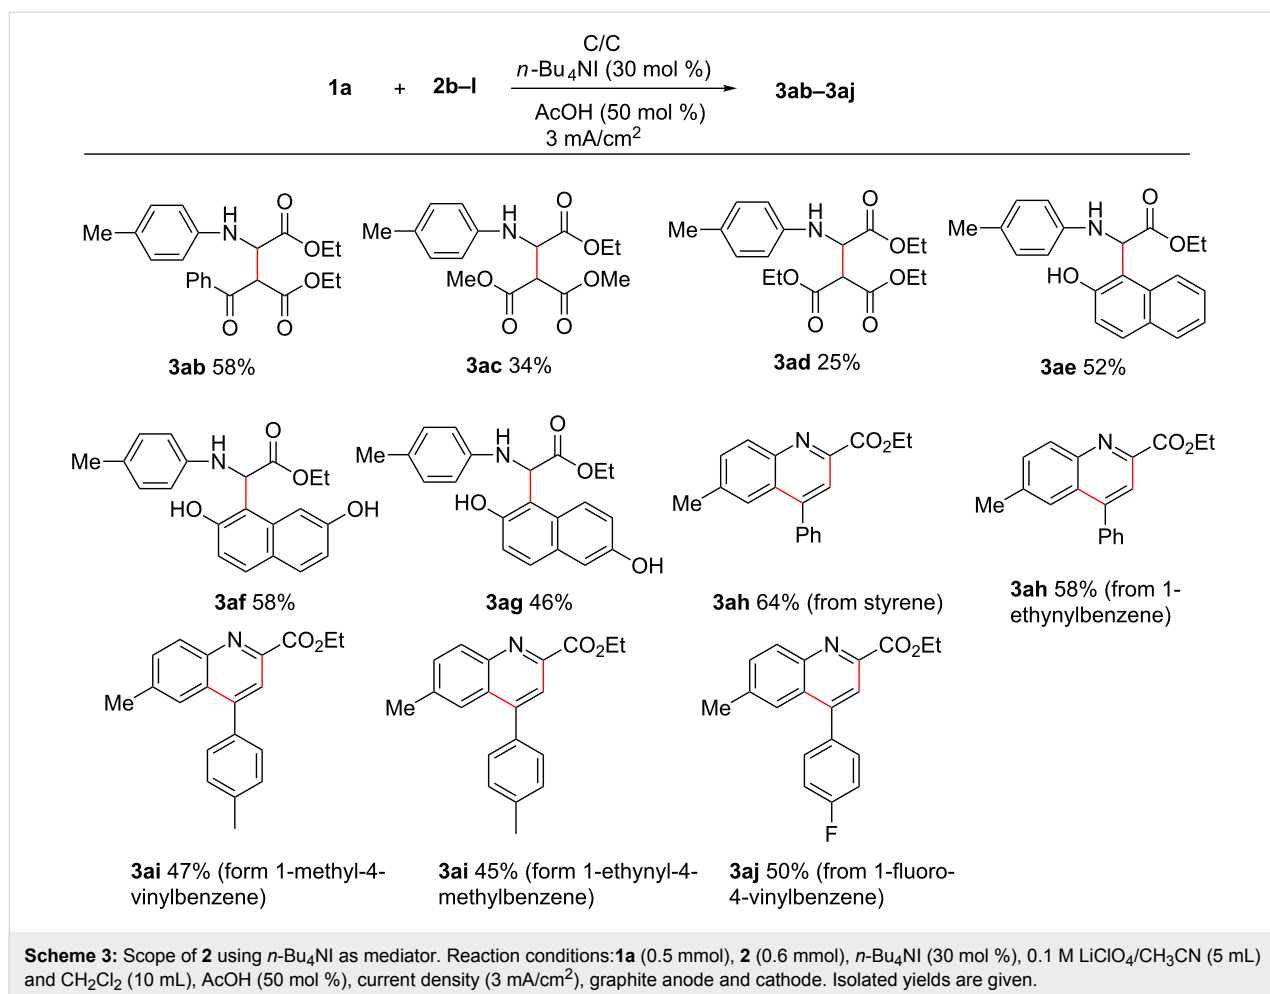 C/C
n-Bu4NI (30 mol %)
1a + 2b–l 3ab–3aj
AcOH (50 mol %)
3 mA/cm2
Me H N O OEt Ph O O OEt
3ab 58%
Me H N O OEt MeO O O OMe
3ac 34%
Me H N O OEt EtO O O OEt
3ad 25%
Me H N O OEt HO
3ae 52%
Me H N O OEt HO OH
3af 58%
Me H N O OEt HO OH
3ag 46%
N CO2Et Me Ph
3ah 64% (from styrene)
N CO2Et Me Ph
3ah 58% (from 1-
ethynylbenzene)
N CO2Et Me
3ai 47% (form 1-methyl-4-
vinylbenzene)
N CO2Et Me
3ai 45% (form 1-ethynyl-4-
methylbenzene)
N CO2Et Me F
3aj 50% (from 1-fluoro-
4-vinylbenzene)
Scheme 3: Scope of 2 using n-Bu4NI as mediator. Reaction conditions:1a (0.5 mmol), 2 (0.6 mmol), n-Bu4NI (30 mol %), 0.1 M LiClO4/CH3CN (5 mL)
and CH2Cl2 (10 mL), AcOH (50 mol %), current density (3 mA/cm2), graphite anode and cathode. Isolated yields are given.